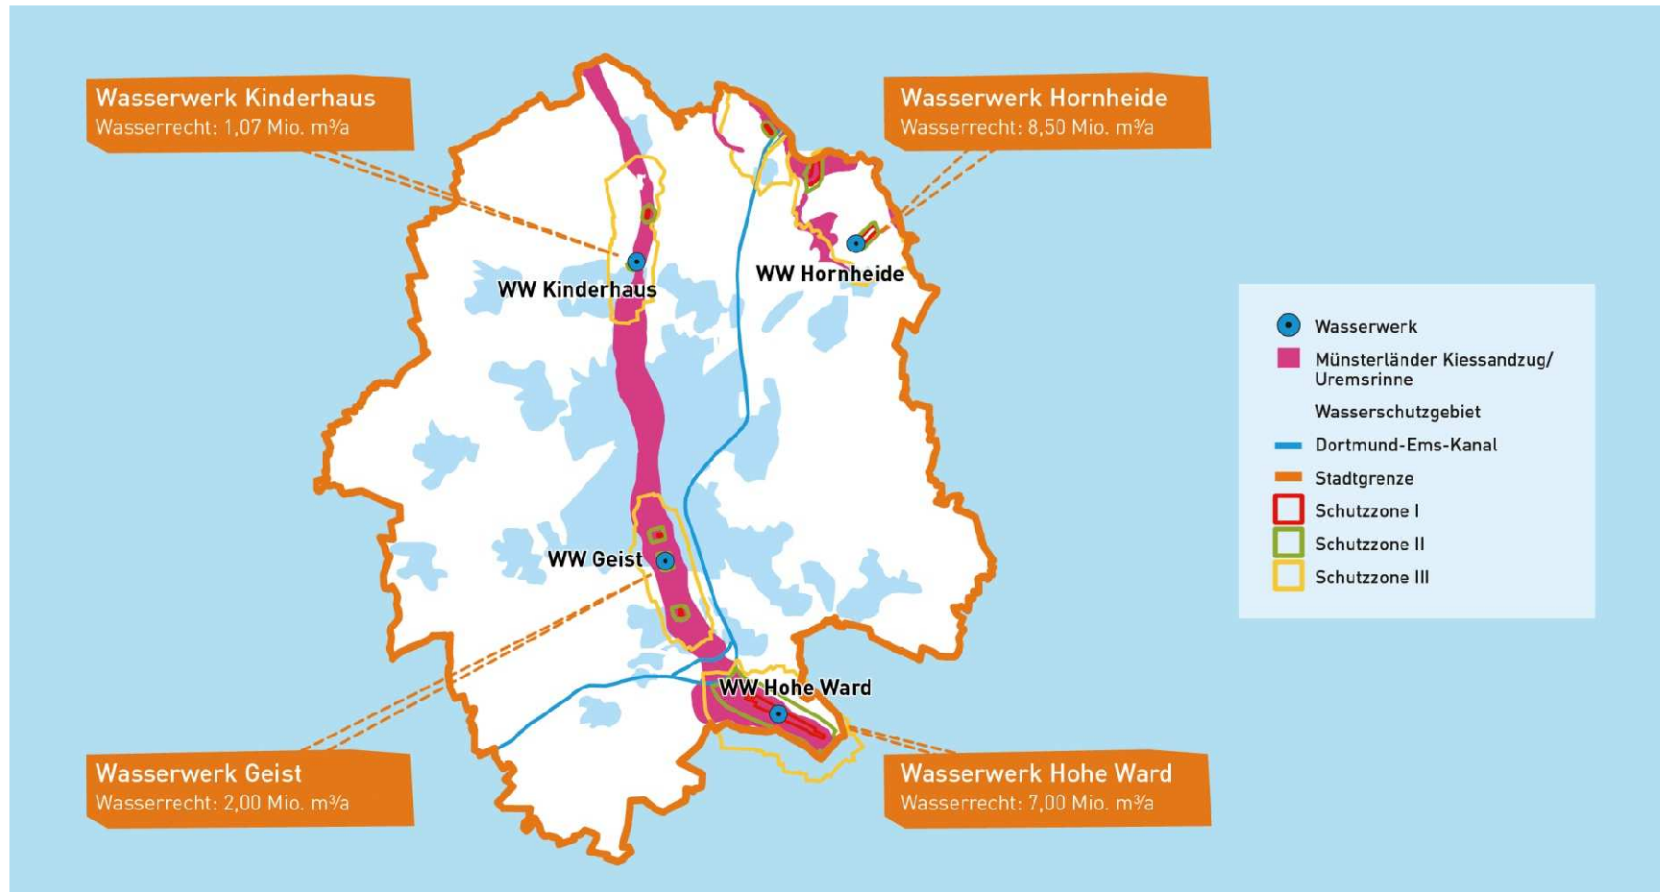 Wasserwerk Kinderhaus
Wasserrecht: 1,07 Mio. m³/a
Wasserwerk Hornheide
Wasserrecht: 8,50 Mio. m³/a
WW Hornheide
WW Kinderhaus
Wasserwerk
Münsterländer Kiessandzug/
Uremsrinne
Wasserschutzgebiet
Dortmund-Ems-Kanal
Stadtgrenze
Schutzzone I
Schutzzone II
Schutzzone III
WW Geist
WW Hohe Ward
Wasserwerk Geist
Wasserrecht: 2,00 Mio. m³/a
Wasserwerk Hohe Ward
Wasserrecht: 7,00 Mio. m³/a